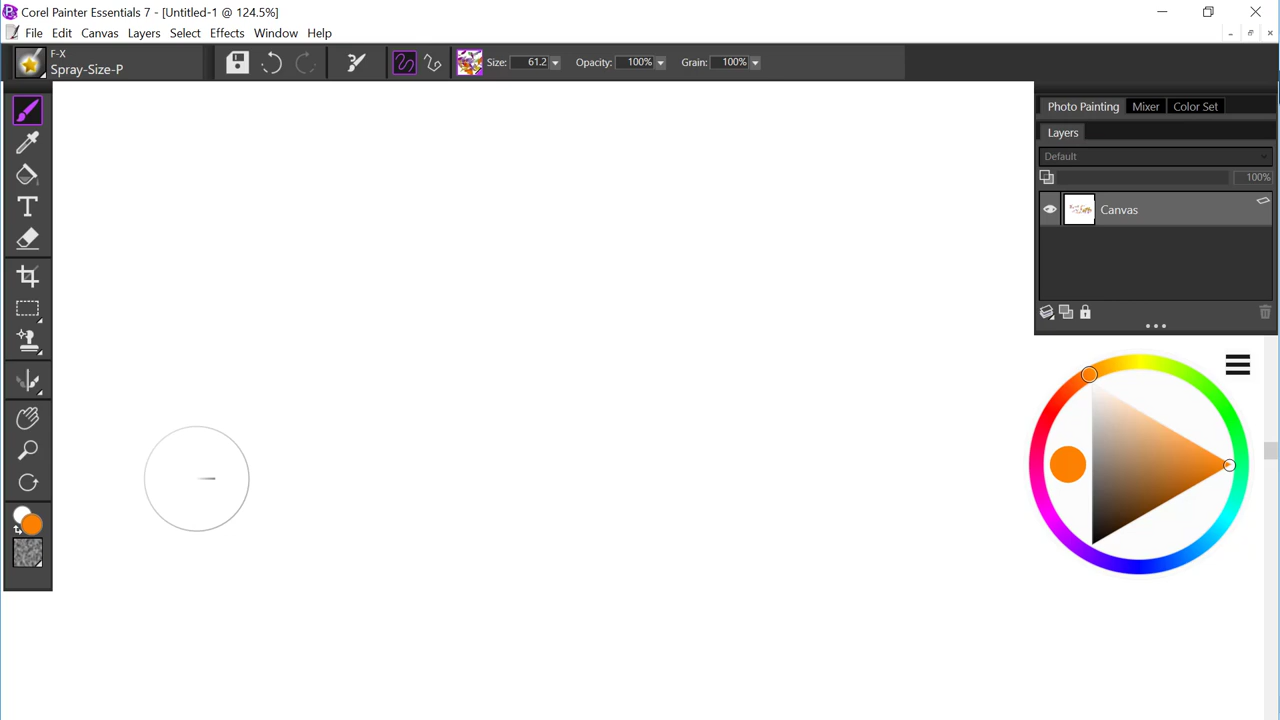 Corel Painter Essentials 7 - [Untitled-1 @ 124.5%]
File Edit Canvas Layers Select Effects Window Help
F-X
Spray-Size-P
Size: 61.2 Opacity: 100% Grain: 100%
Photo Painting Mixer Color Set
Layers
Default
100%
Canvas